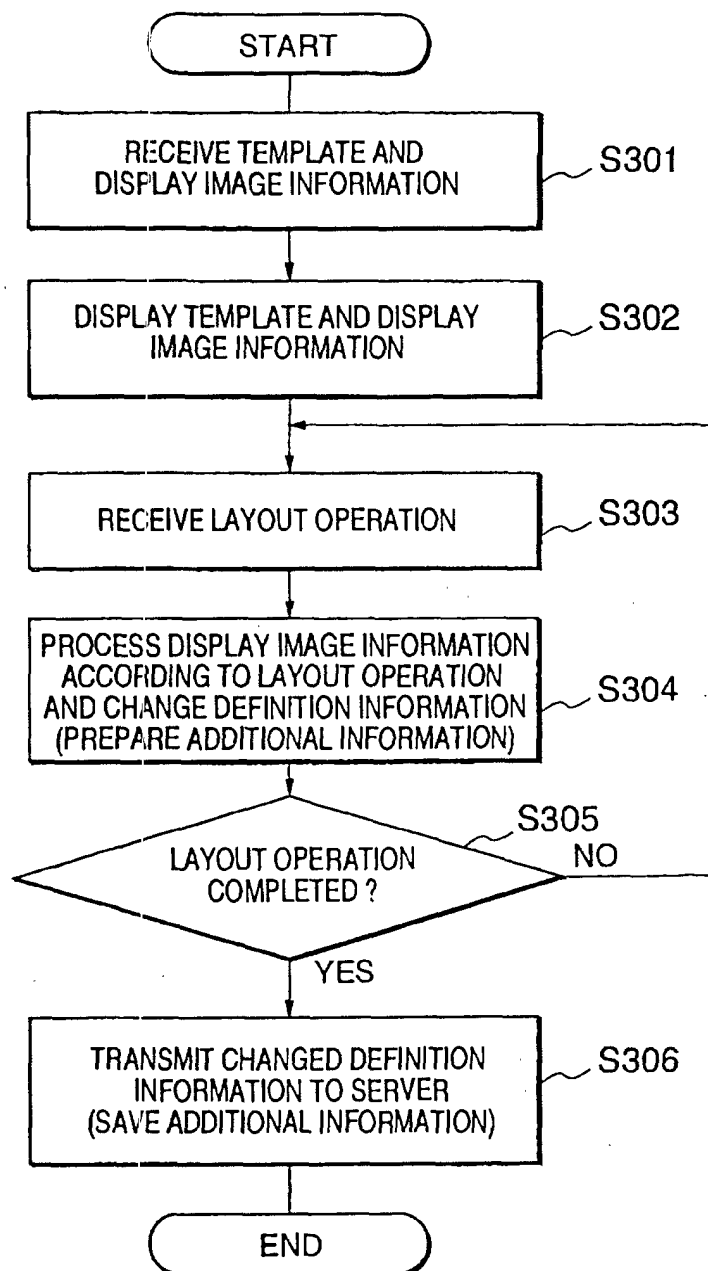 START
RECEIVE TEMPLATE AND
DISPLAY IMAGE INFORMATION
S301
DISPLAY TEMPLATE AND DISPLAY
IMAGE INFORMATION
S302
RECEIVE LAYOUT OPERATION
S303
PROCESS DISPLAY IMAGE INFORMATION
ACCORDING TO LAYOUT OPERATION
AND CHANGE DEFINITION INFORMATION
(PREPARE ADDITIONAL INFORMATION)
S304
S305
LAYOUT OPERATION
COMPLETED ?
NO
YES
TRANSMIT CHANGED DEFINITION
INFORMATION TO SERVER
(SAVE ADDITIONAL INFORMATION)
S306
END